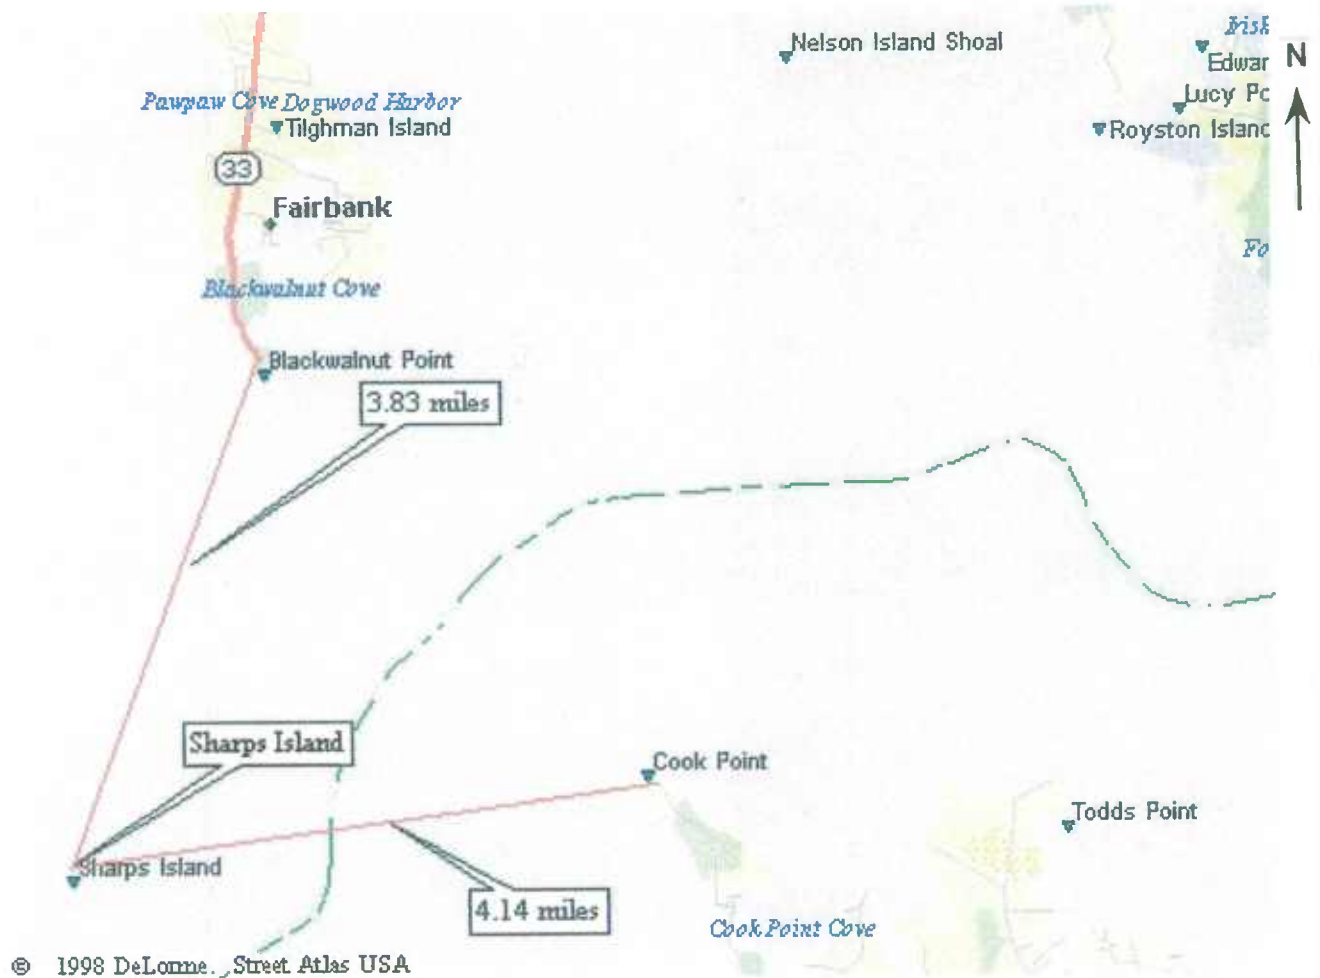 Nelson Island Shoal
N
Edwar
Lucy Pc
Royston Islanc
Pawpaw Cove
Dogwood Harbor
Tilghman Island
33
Fairbank
Fo
Blackwalnut Cove
Blackwalnut Point
3.83 miles
Sharps Island
Cook Point
Todds Point
Sharps Island
4.14 miles
Cook Point Cove
© 1998 DeLorme. Street Atlas USA